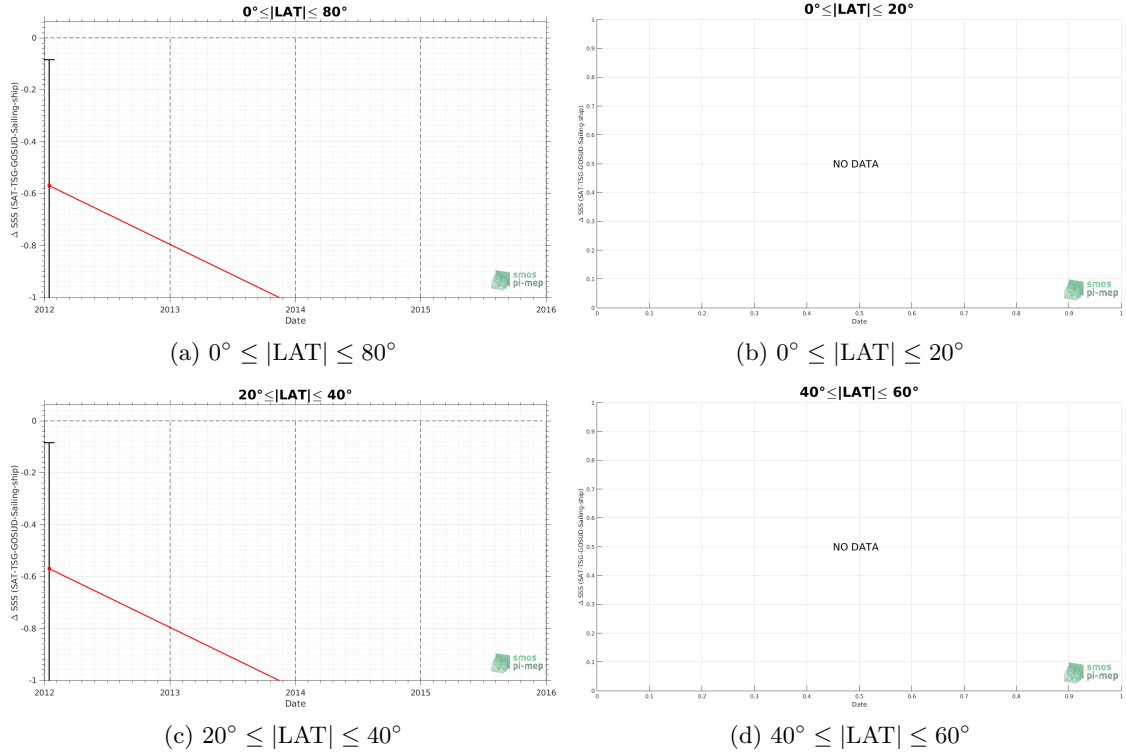 0°≤|LAT|≤ 80°
Δ SSS (SAT-TSG-GOSUD-Sailing-ship)
0
-0.2
-0.4
-0.6
-0.8
-1
2012 2013 2014 2015 2016
Date
smos
pi-mep
(a) 0° ≤ |LAT| ≤ 80°
0°≤|LAT|≤ 20°
Δ SSS (SAT-TSG-GOSUD-Sailing-ship)
1
0.9
0.8
0.7
0.6
0.5
0.4
0.3
0.2
0.1
0
NO DATA
0 0.1 0.2 0.3 0.4 0.5 0.6 0.7 0.8 0.9 1
Date
smos
pi-mep
(b) 0° ≤ |LAT| ≤ 20°
20°≤|LAT|≤ 40°
Δ SSS (SAT-TSG-GOSUD-Sailing-ship)
0
-0.2
-0.4
-0.6
-0.8
-1
2012 2013 2014 2015 2016
Date
smos
pi-mep
(c) 20° ≤ |LAT| ≤ 40°
40°≤|LAT|≤ 60°
Δ SSS (SAT-TSG-GOSUD-Sailing-ship)
1
0.9
0.8
0.7
0.6
0.5
0.4
0.3
0.2
0.1
0
NO DATA
0 0.1 0.2 0.3 0.4 0.5 0.6 0.7 0.8 0.9 1
Date
smos
pi-mep
(d) 40° ≤ |LAT| ≤ 60°